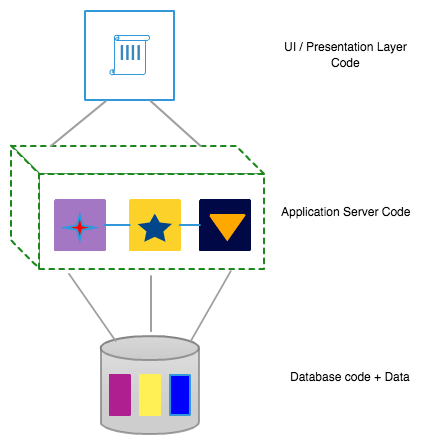 UI / Presentation Layer
Code
Application Server Code
Database code + Data